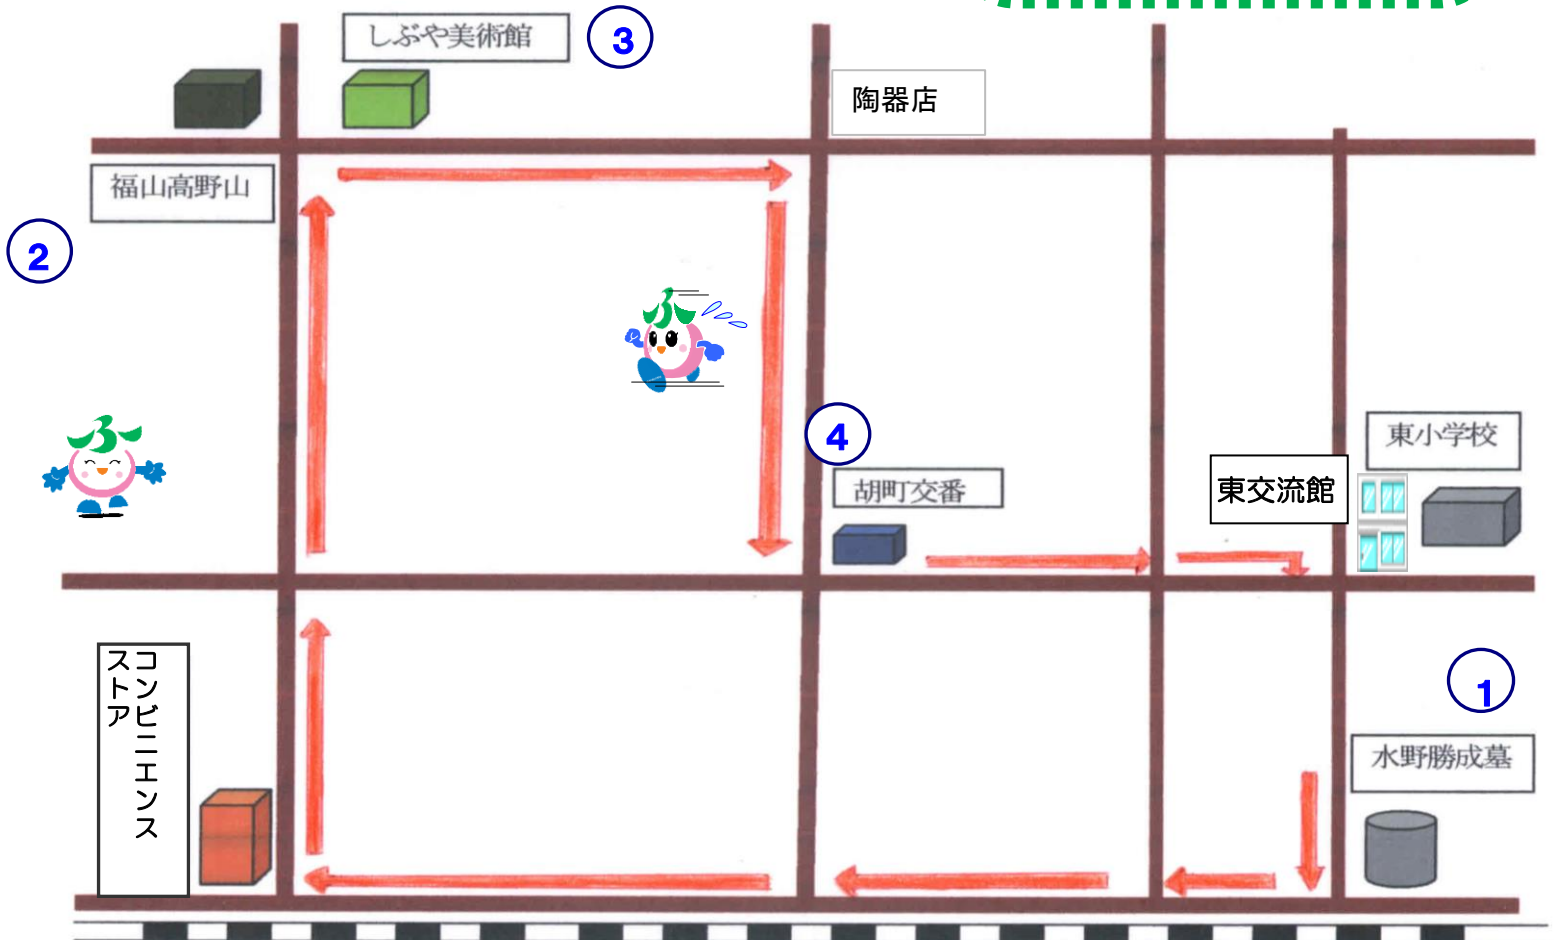 しぶや美術館
③
陶器店
福山高野山
②
ふ
ふ
④
胡町交番
東小学校
東交流館
コンビニエンス
ストア
①
水野勝成墓